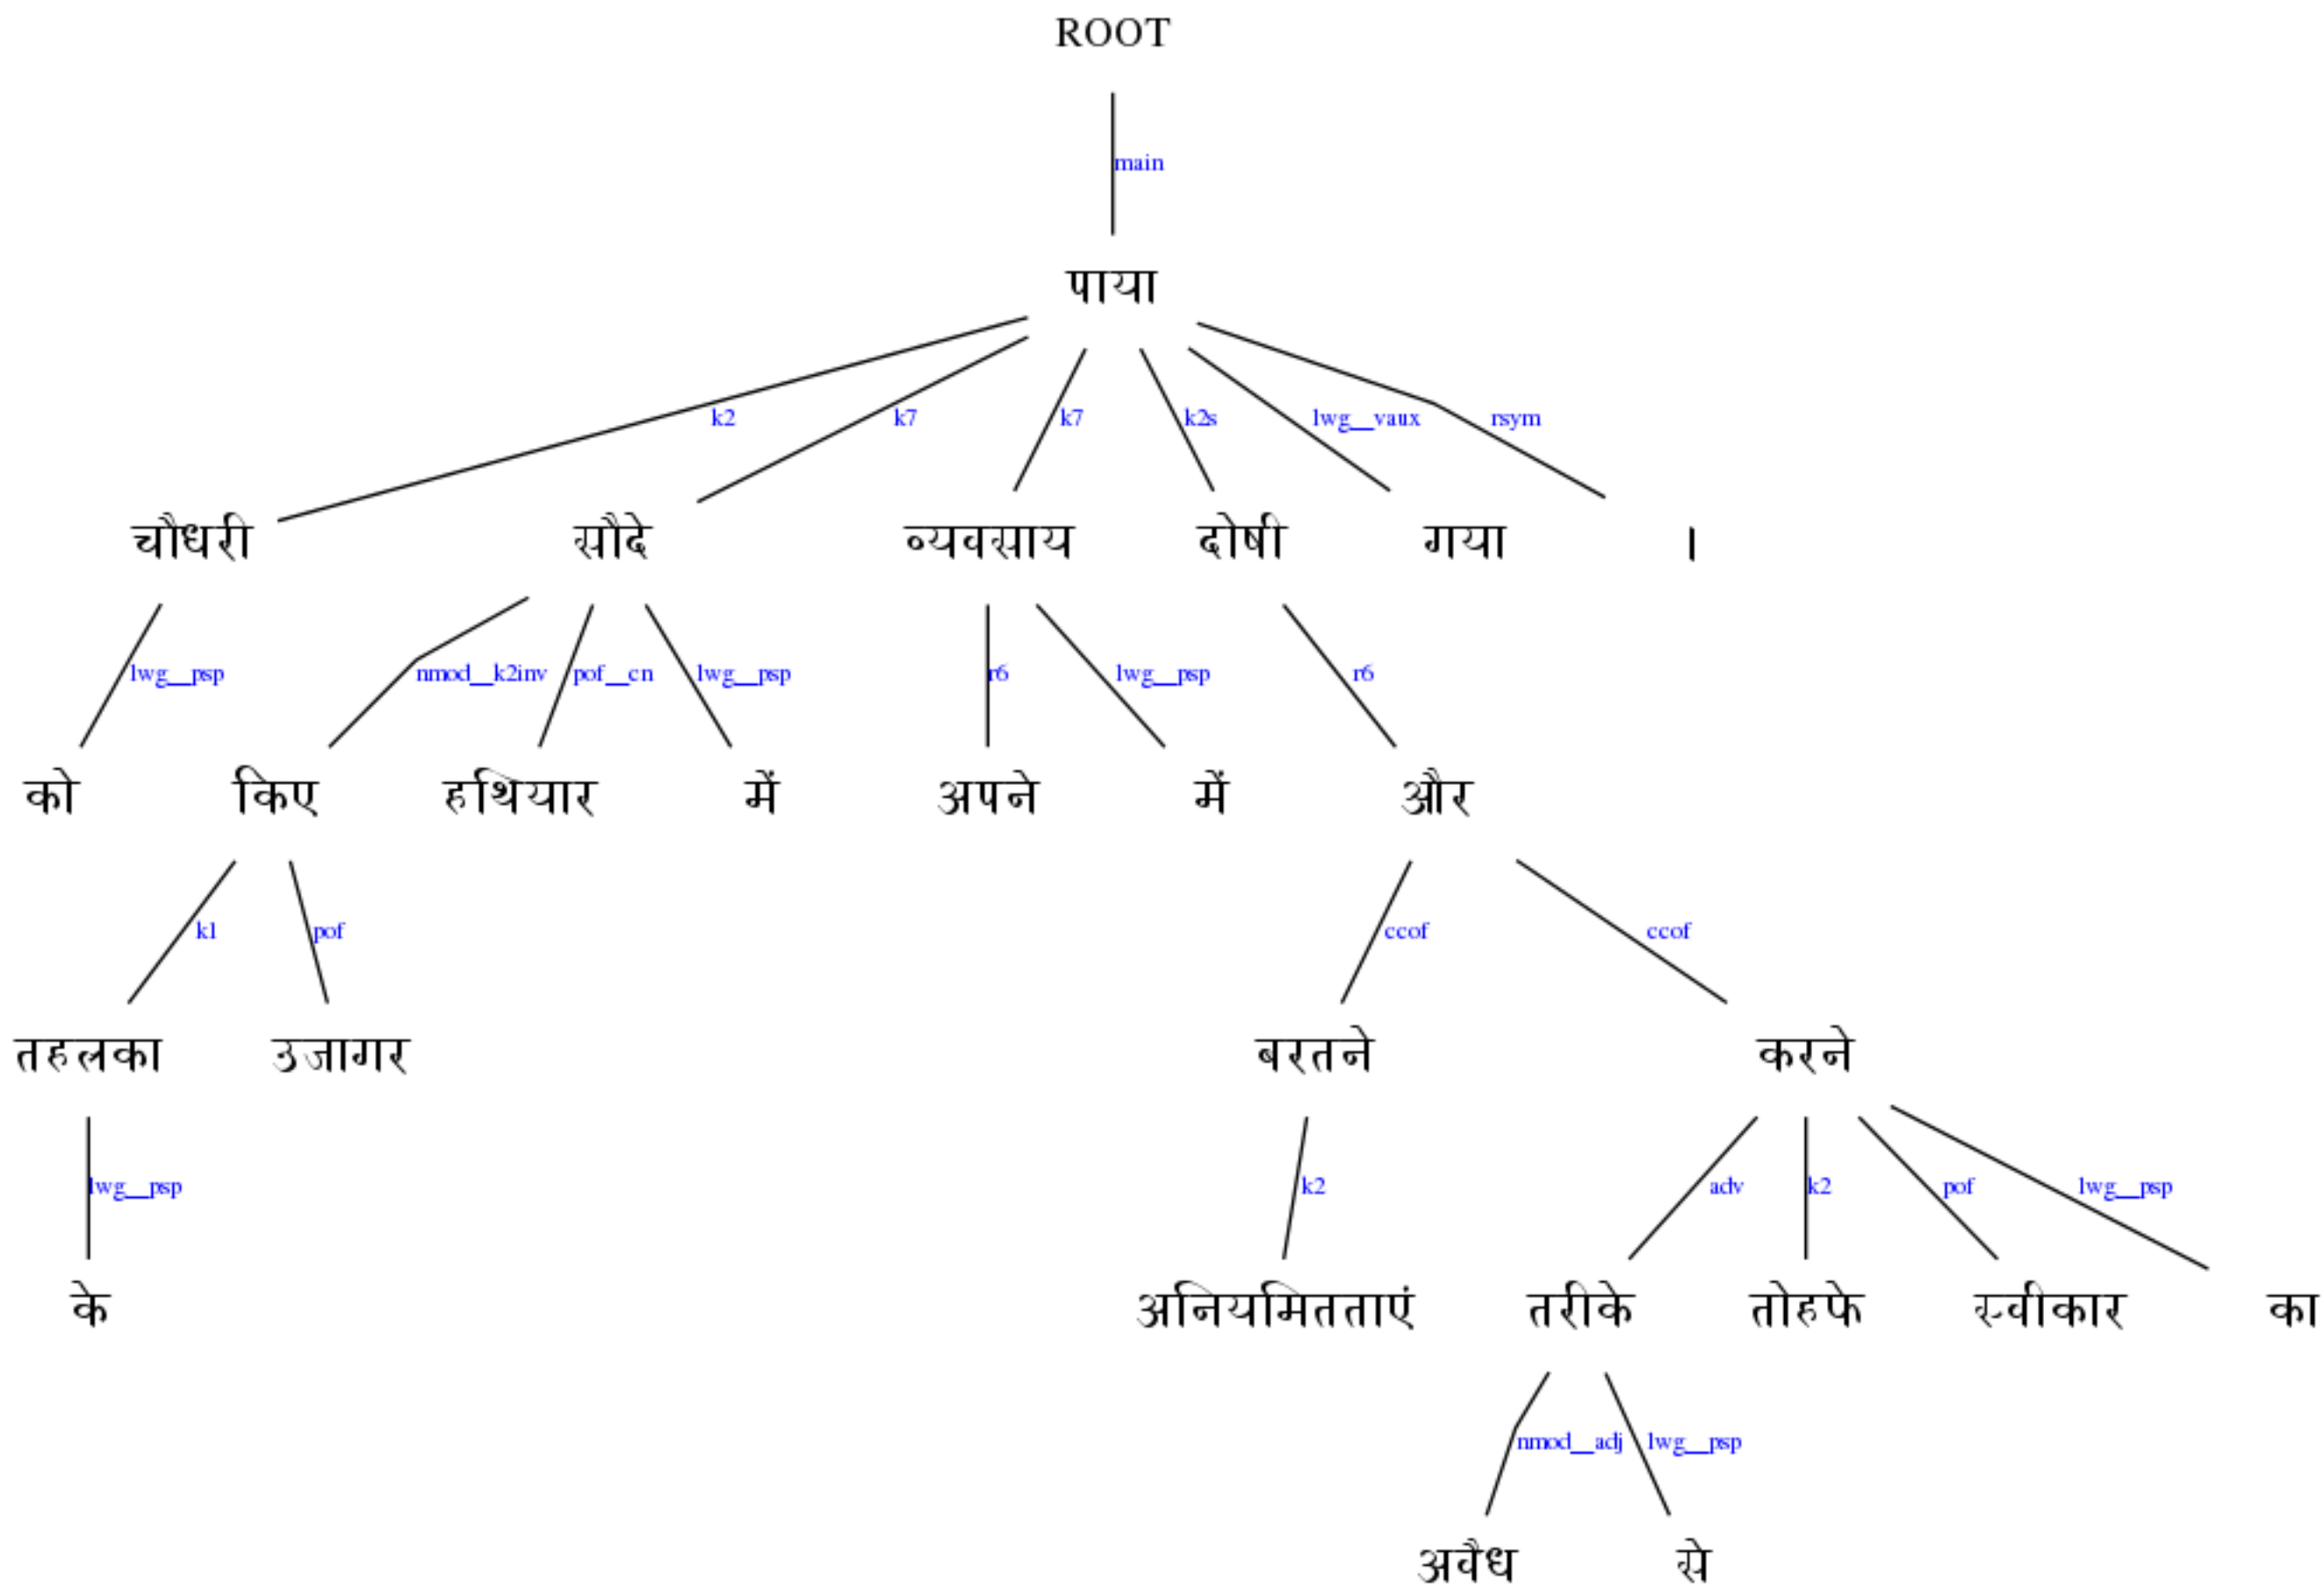 ROOT
main
पाया
k2 k7 k7 k2s lwg__vaux rsym
चौधरी सौदे व्यवसाय दोषी गया ।
lwg__psp nmod__k2inv pof__cn lwg__psp r6 lwg__psp r6
को किए हथियार में अपने में और
k1 pof ccof ccof
तहलका उजागर बरतने करने
lwg__psp k2 adv k2 pof lwg__psp
के अनियमितताएं तरीके तोहफे स्वीकार का
nmod__adj lwg__psp
अवैध से